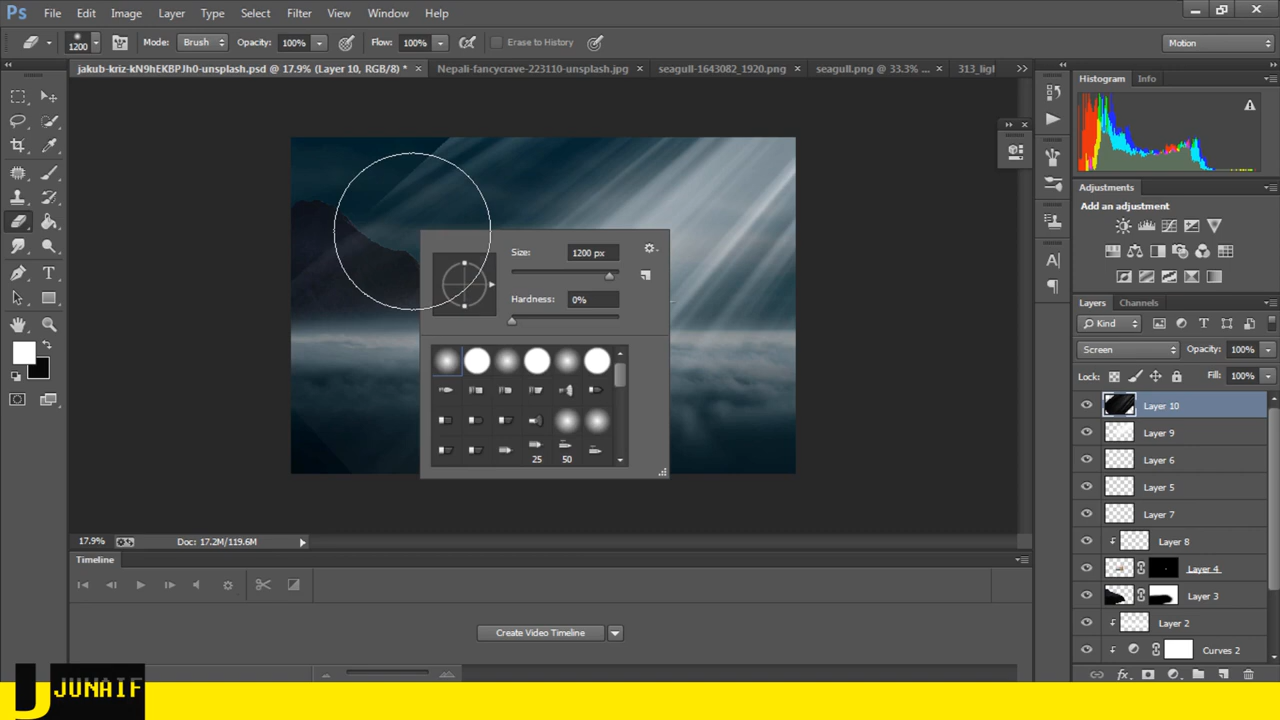 Ps File Edit Image Layer Type Select Filter View Window Help
1200 Mode: Brush Opacity: 100% Flow: 100% Erase to History Motion
jakub-kriz-kN9hEKBPJh0-unsplash.psd @ 17.9% (Layer 10, RGB/8) * × Nepali-fancycrave-223110-unsplash.jpg × seagull-1643082_1920.png × seagull.png @ 33.3% ... × 313_ligl
Histogram Info
Adjustments
Add an adjustment
Size: 1200 px
Hardness: 0%
25 50
Layers Channels
Kind
Screen Opacity: 100%
Lock: Fill: 100%
Layer 10
Layer 9
Layer 6
Layer 5
Layer 7
Layer 8
Layer 4
Layer 3
Layer 2
Curves 2
17.9% Doc: 17.2M/119.6M
Timeline
Create Video Timeline
J JUNAIF